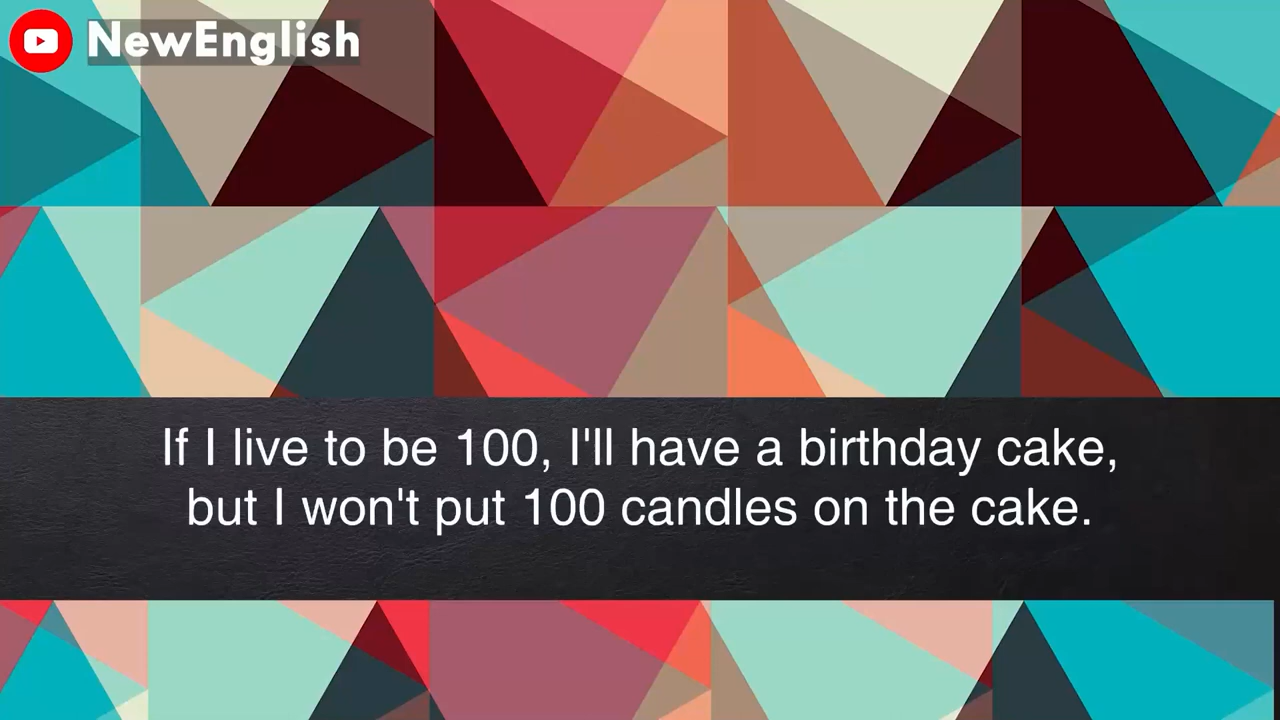 NewEnglish
If I live to be 100, I'll have a birthday cake,
but I won't put 100 candles on the cake.